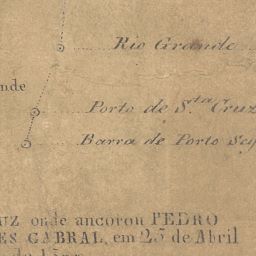 Rio Grande
nde
Porto de S.ta Cruz
Barra de Porto Seg
UZ onde ancorou PEDRO
ES CABRAL, em 25 de Abril